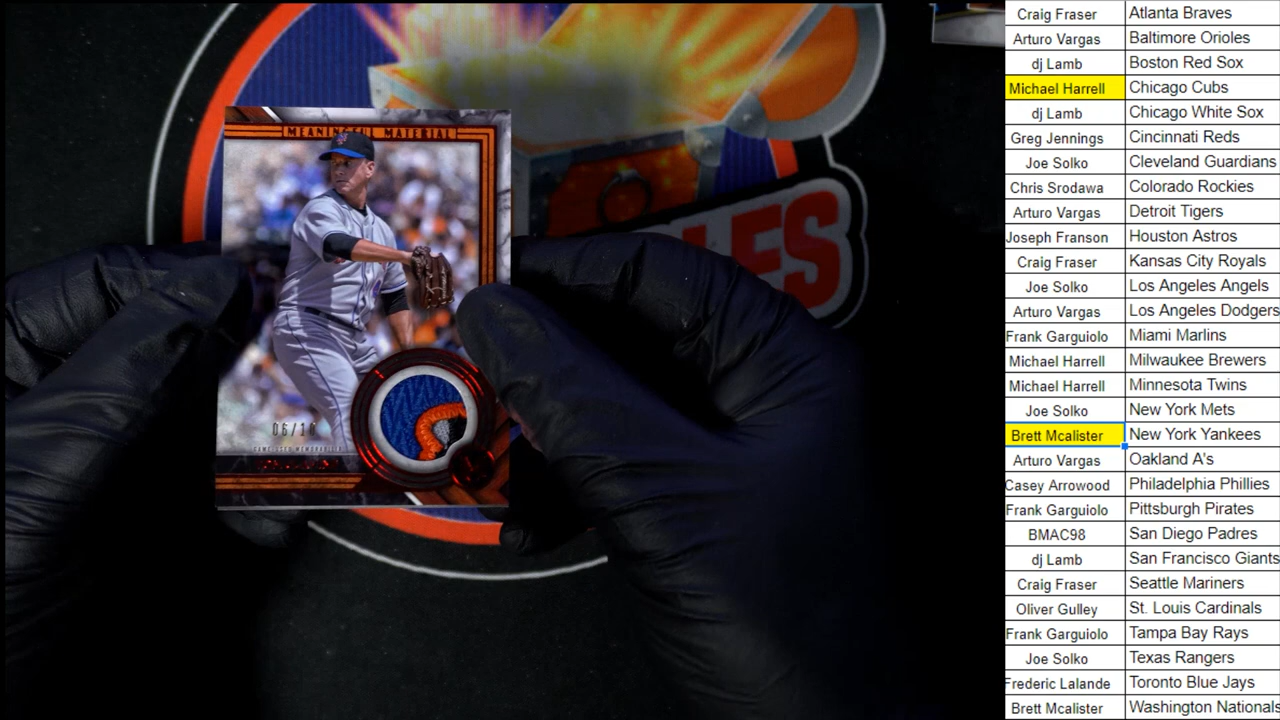 MEANINGFUL MATERIAL
LES
Craig Fraser Atlanta Braves
Arturo Vargas Baltimore Orioles
dj Lamb Boston Red Sox
Michael Harrell Chicago Cubs
dj Lamb Chicago White Sox
Greg Jennings Cincinnati Reds
Joe Solko Cleveland Guardians
Chris Srodawa Colorado Rockies
Arturo Vargas Detroit Tigers
Joseph Franson Houston Astros
Craig Fraser Kansas City Royals
Joe Solko Los Angeles Angels
Arturo Vargas Los Angeles Dodgers
Frank Garguiolo Miami Marlins
Michael Harrell Milwaukee Brewers
Michael Harrell Minnesota Twins
Joe Solko New York Mets
Brett Mcalister New York Yankees
Arturo Vargas Oakland A's
Casey Arrowood Philadelphia Phillies
Frank Garguiolo Pittsburgh Pirates
BMAC98 San Diego Padres
dj Lamb San Francisco Giants
Craig Fraser Seattle Mariners
Oliver Gulley St. Louis Cardinals
Frank Garguiolo Tampa Bay Rays
Joe Solko Texas Rangers
Frederic Lalande Toronto Blue Jays
Brett Mcalister Washington Nationals